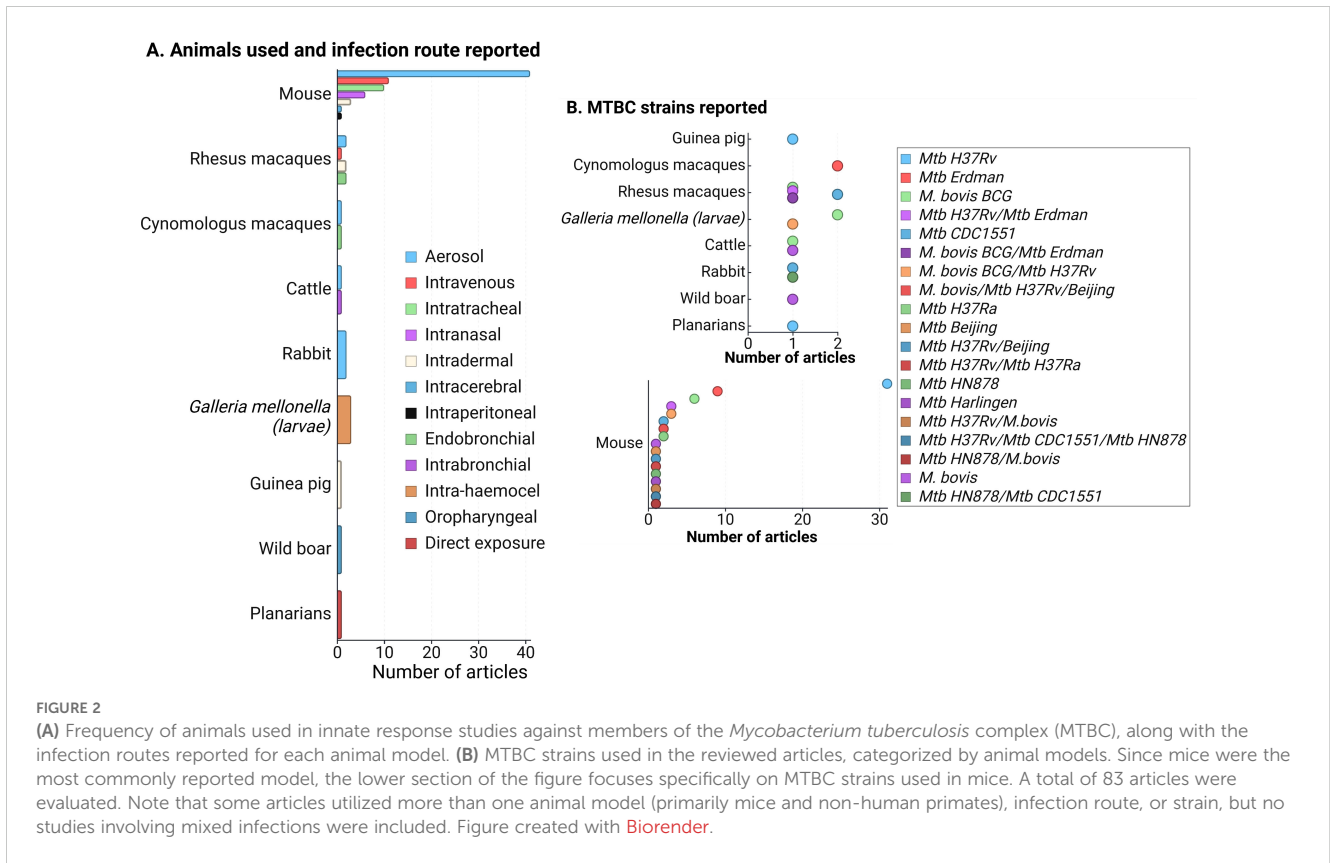 A. Animals used and infection route reported
Mouse
Rhesus macaques
Cynomologus macaques
Cattle
Rabbit
Galleria mellonella
(larvae)
Guinea pig
Wild boar
Planarians
0 10 20 30 40
Number of articles
Aerosol
Intravenous
Intratracheal
Intranasal
Intradermal
Intracerebral
Intraperitoneal
Endobronchial
Intrabronchial
Intra-haemocel
Oropharyngeal
Direct exposure
B. MTBC strains reported
Guinea pig
Cynomologus macaques
Rhesus macaques
Galleria mellonella (larvae)
Cattle
Rabbit
Wild boar
Planarians
0 1 2
Number of articles
Mouse
0 10 20 30
Number of articles
Mtb H37Rv
Mtb Erdman
M. bovis BCG
Mtb H37Rv/Mtb Erdman
Mtb CDC1551
M. bovis BCG/Mtb Erdman
M. bovis BCG/Mtb H37Rv
M. bovis/Mtb H37Rv/Beijing
Mtb H37Ra
Mtb Beijing
Mtb H37Rv/Beijing
Mtb H37Rv/Mtb H37Ra
Mtb HN878
Mtb Harlingen
Mtb H37Rv/M.bovis
Mtb H37Rv/Mtb CDC1551/Mtb HN878
Mtb HN878/M.bovis
M. bovis
Mtb HN878/Mtb CDC1551
FIGURE 2
(A) Frequency of animals used in innate response studies against members of the Mycobacterium tuberculosis complex (MTBC), along with the
infection routes reported for each animal model. (B) MTBC strains used in the reviewed articles, categorized by animal models. Since mice were the
most commonly reported model, the lower section of the figure focuses specifically on MTBC strains used in mice. A total of 83 articles were
evaluated. Note that some articles utilized more than one animal model (primarily mice and non-human primates), infection route, or strain, but no
studies involving mixed infections were included. Figure created with Biorender.